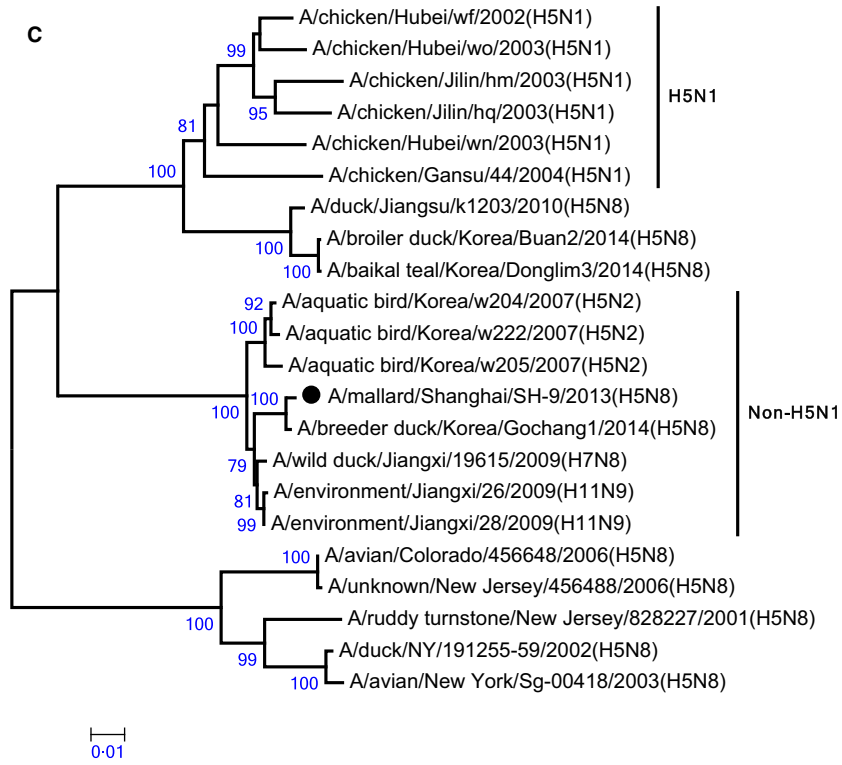 C
A/chicken/Hubei/wf/2002(H5N1)
99
A/chicken/Hubei/wo/2003(H5N1)
A/chicken/Jilin/hm/2003(H5N1)
H5N1
95
A/chicken/Jilin/hq/2003(H5N1)
81
A/chicken/Hubei/wn/2003(H5N1)
100
A/chicken/Gansu/44/2004(H5N1)
A/duck/Jiangsu/k1203/2010(H5N8)
100
A/broiler duck/Korea/Buan2/2014(H5N8)
100
A/baikal teal/Korea/Donglim3/2014(H5N8)
92
A/aquatic bird/Korea/w204/2007(H5N2)
100
A/aquatic bird/Korea/w222/2007(H5N2)
A/aquatic bird/Korea/w205/2007(H5N2)
100
A/mallard/Shanghai/SH-9/2013(H5N8)
100
Non-H5N1
A/breeder duck/Korea/Gochang1/2014(H5N8)
79
A/wild duck/Jiangxi/19615/2009(H7N8)
81
A/environment/Jiangxi/26/2009(H11N9)
99
A/environment/Jiangxi/28/2009(H11N9)
100
A/avian/Colorado/456648/2006(H5N8)
A/unknown/New Jersey/456488/2006(H5N8)
100
A/ruddy turnstone/New Jersey/828227/2001(H5N8)
99
A/duck/NY/191255-59/2002(H5N8)
100
A/avian/New York/Sg-00418/2003(H5N8)
0·01